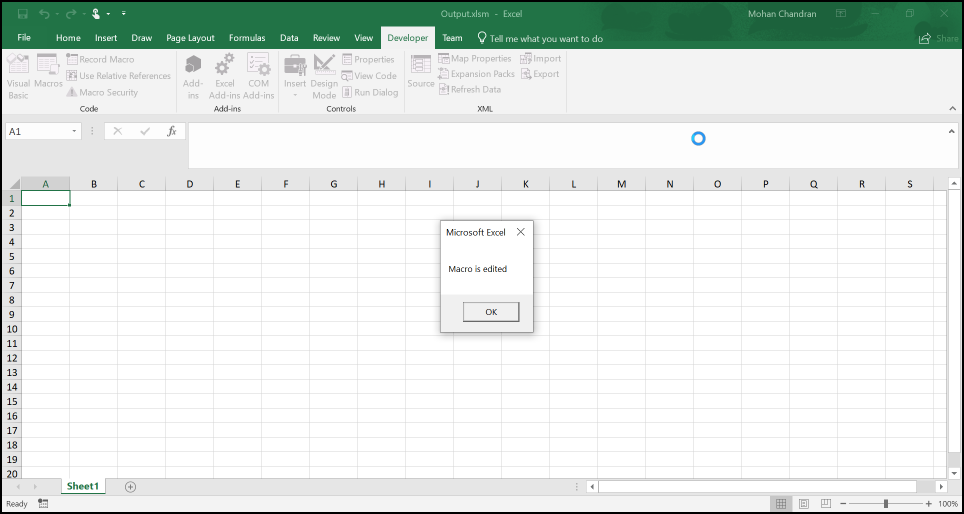 Output.xlsm - Excel
Mohan Chandran
File Home Insert Draw Page Layout Formulas Data Review View Developer Team Tell me what you want to do Share
Visual Basic
Macros
Record Macro
Use Relative References
Macro Security
Code
Add-ins
Excel Add-ins
COM Add-ins
Add-ins
Insert
Design Mode
Properties
View Code
Run Dialog
Controls
Source
Map Properties
Expansion Packs
Refresh Data
Import
Export
XML
A1 fx
A B C D E F G H I J K L M N O P Q R S
1
2
3
4
5
6
7
8
9
10
11
12
13
14
15
16
17
18
19
20
Microsoft Excel
Macro is edited
OK
Sheet1
Ready 100%